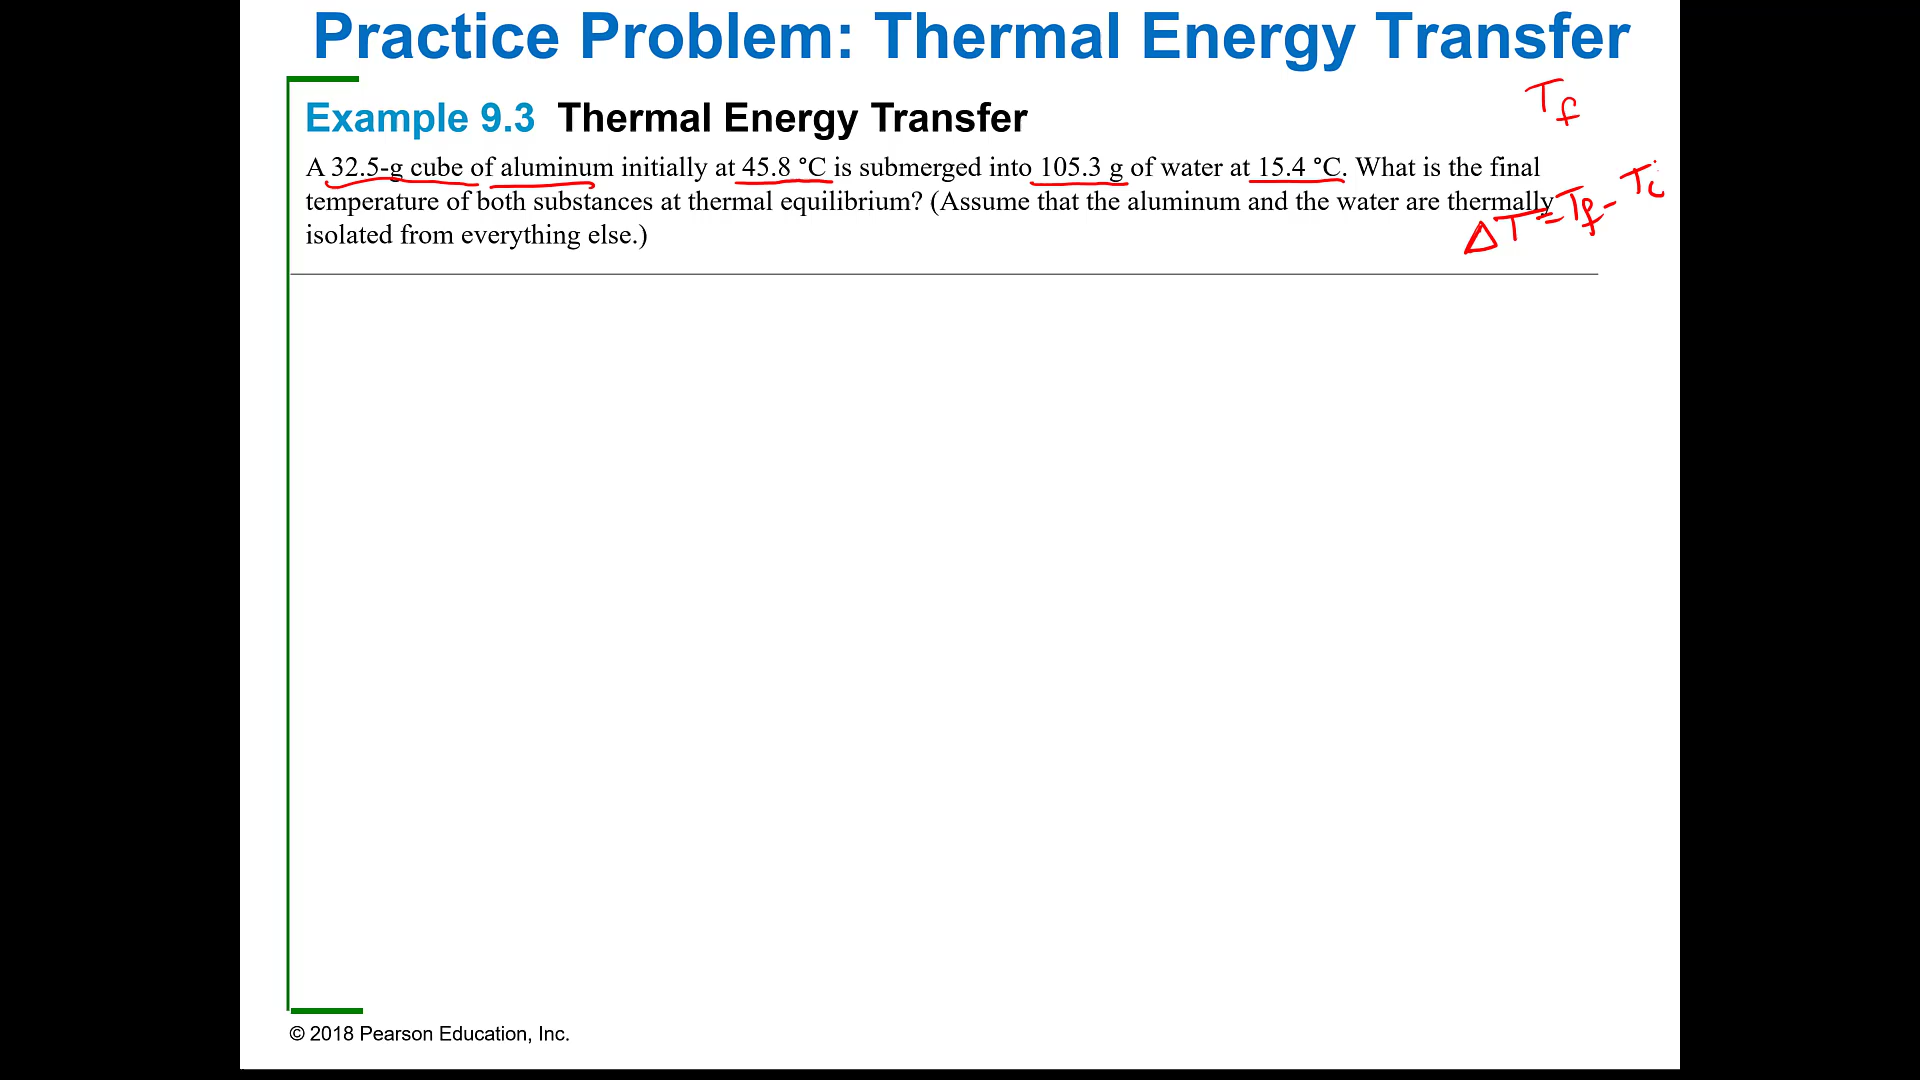 Practice Problem: Thermal Energy Transfer
T_f
Example 9.3 Thermal Energy Transfer
A 32.5-g cube of aluminum initially at 45.8 °C is submerged into 105.3 g of water at 15.4 °C. What is the final
temperature of both substances at thermal equilibrium? (Assume that the aluminum and the water are thermally
isolated from everything else.)
ΔT = T_f - T_i
© 2018 Pearson Education, Inc.